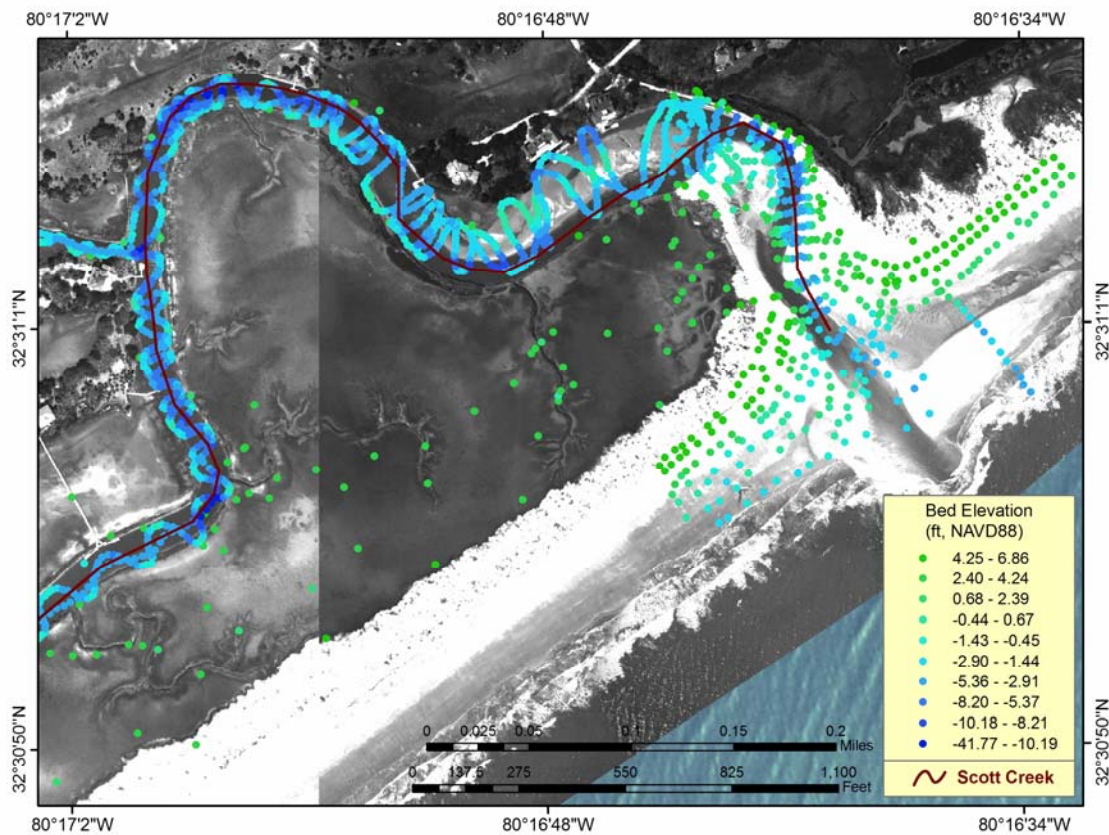 80°17'2"W
80°16'48"W
80°16'34"W
32°31'1"N
32°31'1"N
32°30'50"N
32°30'50"N
Bed Elevation
(ft, NAVD88)
4.25 - 6.86
2.40 - 4.24
0.68 - 2.39
-0.44 - 0.67
-1.43 - -0.45
-2.90 - -1.44
-5.36 - -2.91
-8.20 - -5.37
-10.18 - -8.21
-41.77 - -10.19
Scott Creek
0 0.025 0.05 0.1 0.15 0.2
Miles
0 137.5 275 550 825 1,100
Feet
80°17'2"W
80°16'48"W
80°16'34"W